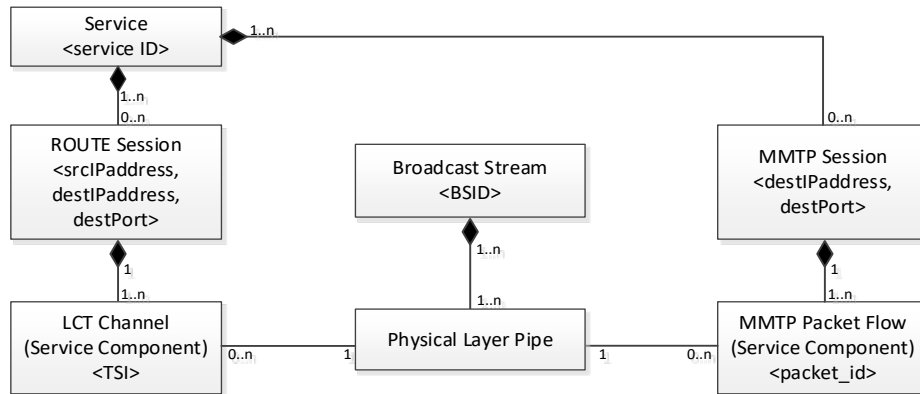 Service
<service ID>
1..n
1..n
0..n
0..n
ROUTE Session
<srcIPaddress,
destIPaddress,
destPort>
Broadcast Stream
<BSID>
MMTP Session
<destIPaddress,
destPort>
1
1..n
1..n
1..n
1
1..n
LCT Channel
(Service Component)
<TSI>
0..n
1
Physical Layer Pipe
1
0..n
MMTP Packet Flow
(Service Component)
<packet_id>